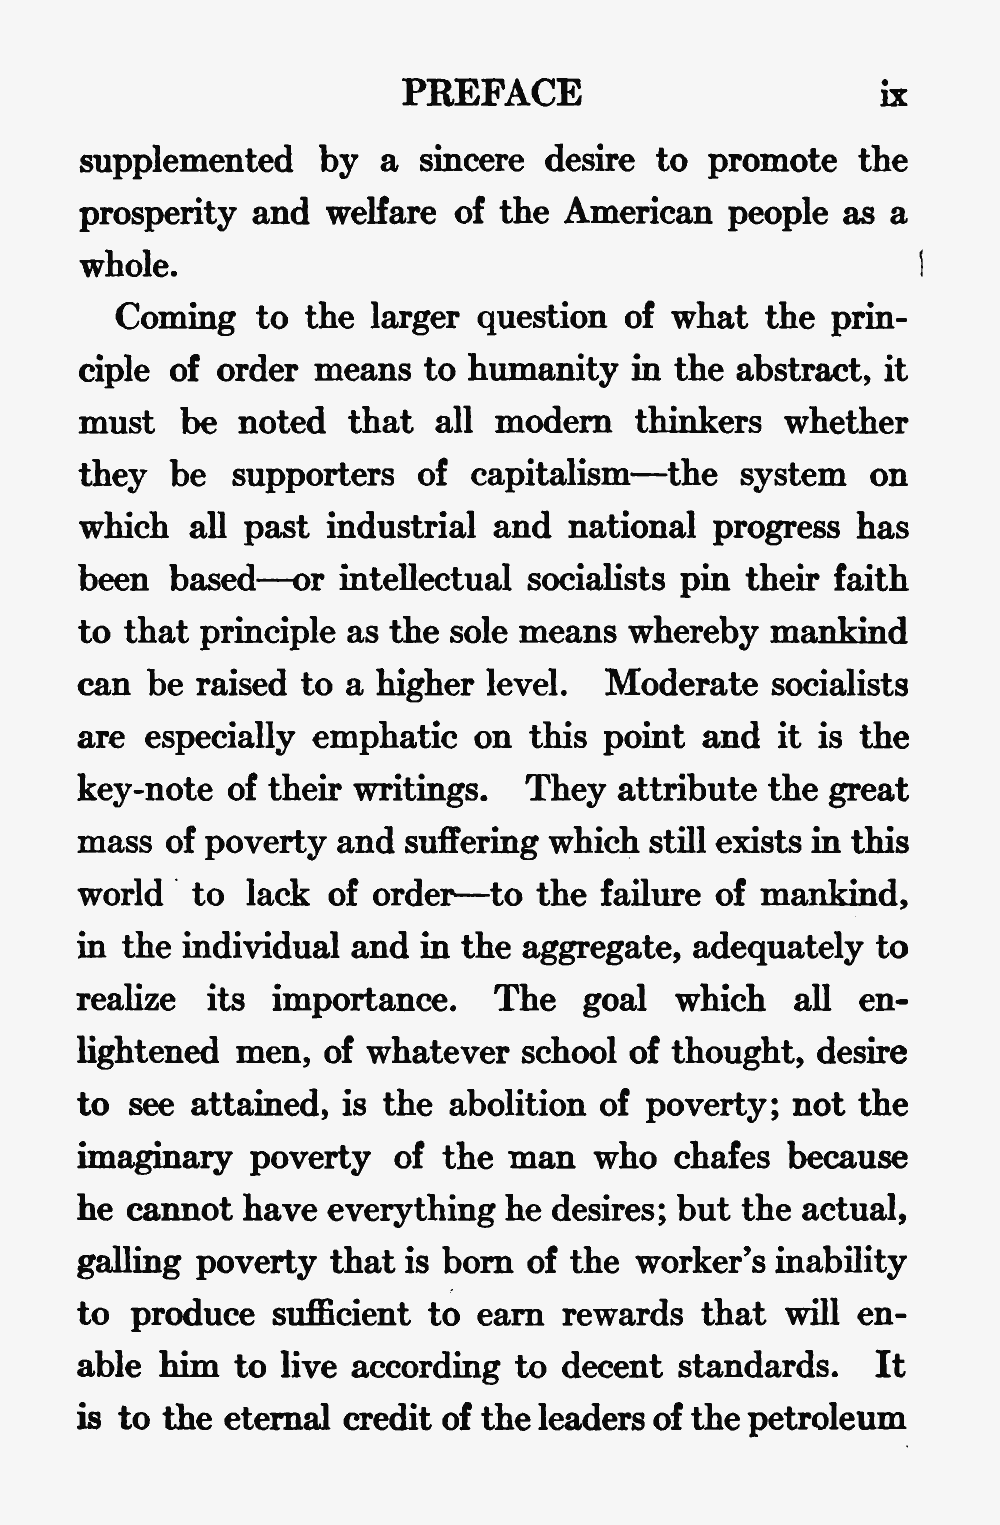 PREFACE ix
supplemented by a sincere desire to promote the
prosperity and welfare of the American people as a
whole.
Coming to the larger question of what the prin-
ciple of order means to humanity in the abstract, it
must be noted that all modern thinkers whether
they be supporters of capitalism—the system on
which all past industrial and national progress has
been based—or intellectual socialists pin their faith
to that principle as the sole means whereby mankind
can be raised to a higher level. Moderate socialists
are especially emphatic on this point and it is the
key-note of their writings. They attribute the great
mass of poverty and suffering which still exists in this
world to lack of order—to the failure of mankind,
in the individual and in the aggregate, adequately to
realize its importance. The goal which all en-
lightened men, of whatever school of thought, desire
to see attained, is the abolition of poverty; not the
imaginary poverty of the man who chafes because
he cannot have everything he desires; but the actual,
galling poverty that is born of the worker's inability
to produce sufficient to earn rewards that will en-
able him to live according to decent standards. It
is to the eternal credit of the leaders of the petroleum